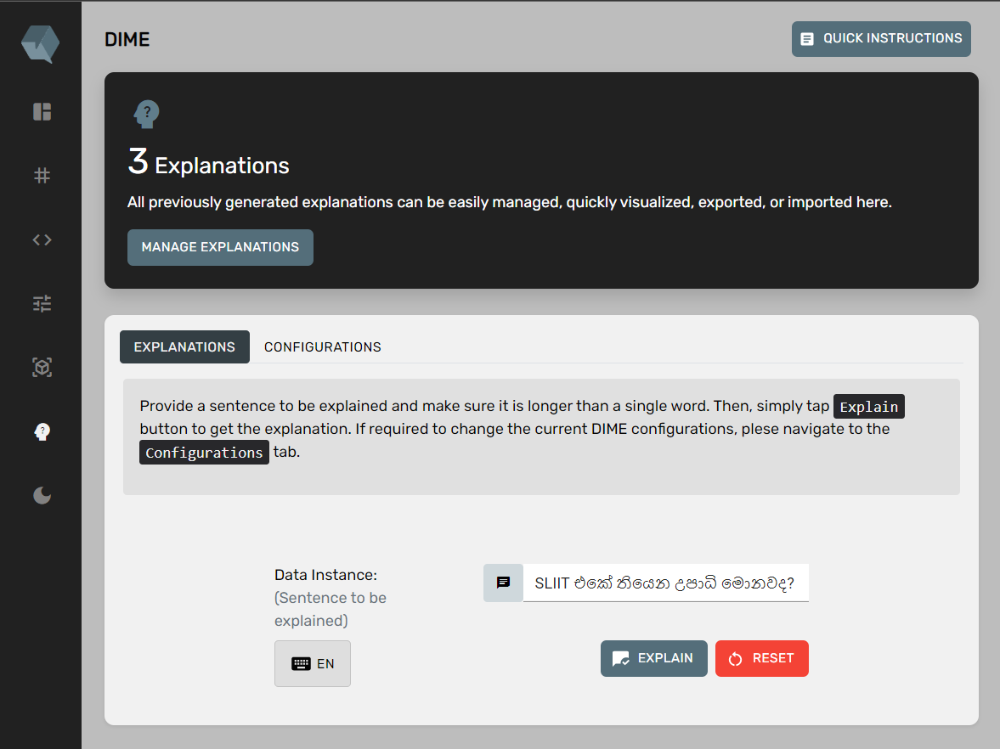 DIME
QUICK INSTRUCTIONS
?
3 Explanations
All previously generated explanations can be easily managed, quickly visualized, exported, or imported here.
MANAGE EXPLANATIONS
EXPLANATIONS CONFIGURATIONS
Provide a sentence to be explained and make sure it is longer than a single word. Then, simply tap Explain
button to get the explanation. If required to change the current DIME configurations, plese navigate to the
Configurations tab.
Data Instance:
(Sentence to be
explained)
SLIIT එකේ තියෙන උපාධි මොනවද?
EN
EXPLAIN
RESET